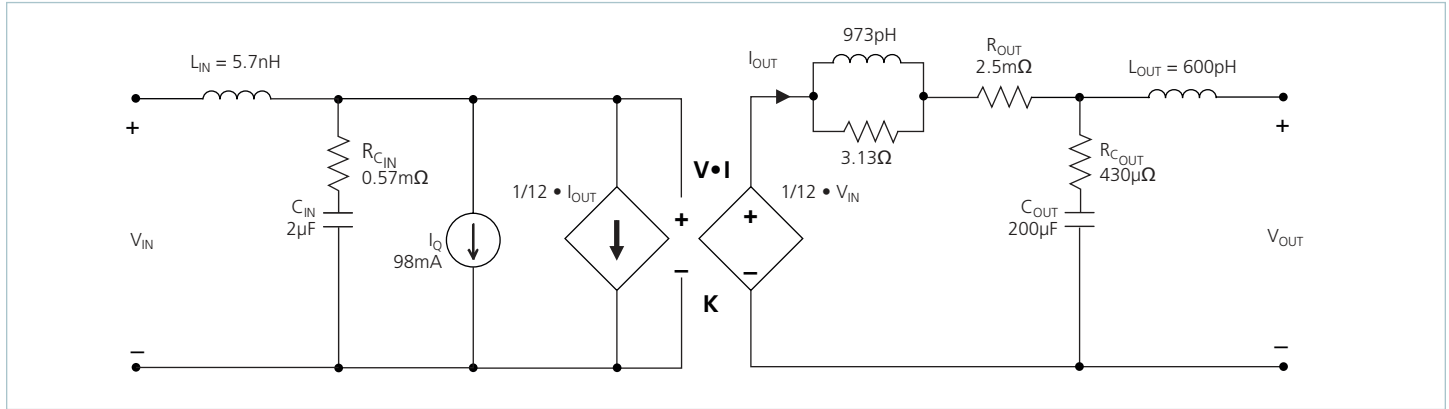 L_IN = 5.7nH
+
R_C_IN
0.57mΩ
C_IN
2µF
V_IN
I_Q
98mA
1/12 • I_OUT
V•I
+
–
K
1/12 • V_IN
+
–
I_OUT
973pH
3.13Ω
R_OUT
2.5mΩ
L_OUT = 600pH
R_C_OUT
430µΩ
C_OUT
200µF
+
V_OUT
–
–